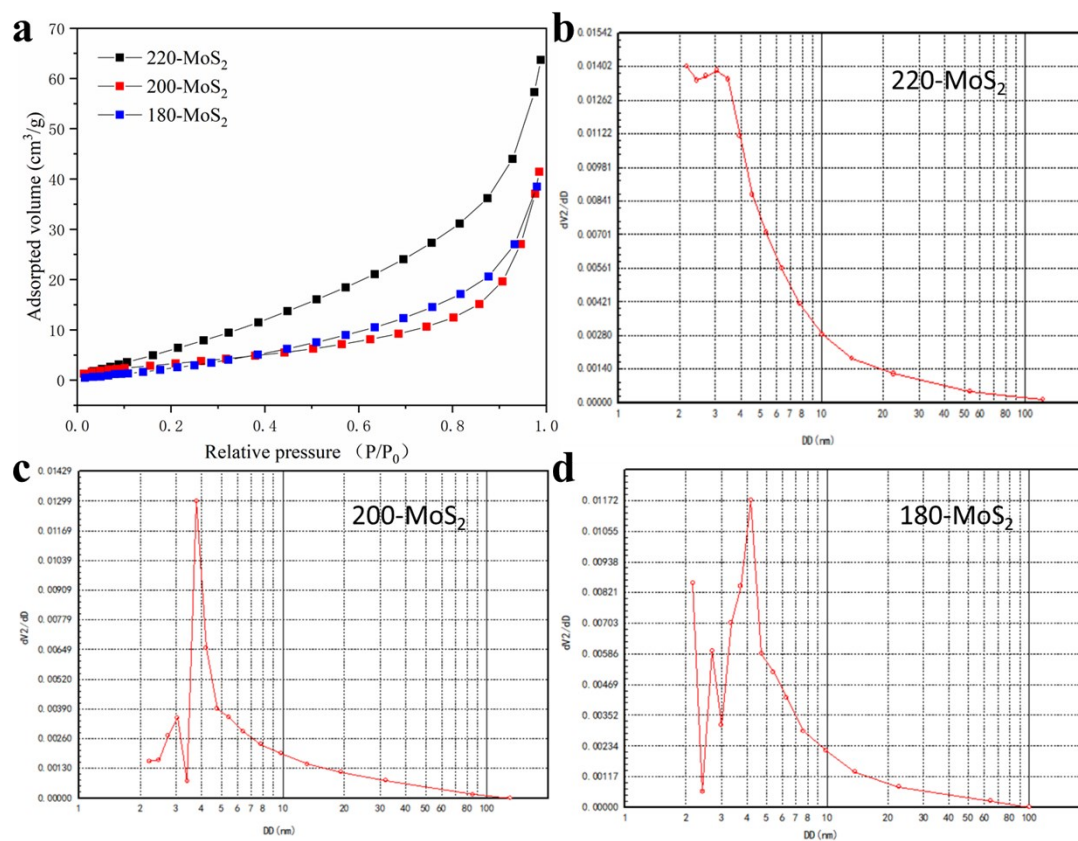 a
70
60
50
40
30
20
10
0
Adsorpted volume (cm³/g)
220-MoS₂
200-MoS₂
180-MoS₂
0. 0 0. 2 0. 4 0. 6 0. 8 1. 0
Relative pressure （P/P₀）
b
220-MoS₂
0.01542
0.01402
0.01262
0.01122
0.00981
0.00841
0.00701
0.00561
0.00421
0.00280
0.00140
0.00000
dV2/dD
1 2 3 4 5 6 7 8 10 20 30 40 50 60 80 100
DD (nm)
c
200-MoS₂
0.01429
0.01299
0.01169
0.01039
0.00909
0.00779
0.00649
0.00520
0.00390
0.00260
0.00130
0.00000
dV2/dD
1 2 3 4 5 6 7 8 10 20 30 40 50 60 80 100
DD (nm)
d
180-MoS₂
0.01172
0.01055
0.00938
0.00821
0.00703
0.00586
0.00469
0.00352
0.00234
0.00117
0.00000
dV2/dD
1 2 3 4 5 6 7 8 10 20 30 40 50 60 80 100
DD (nm)